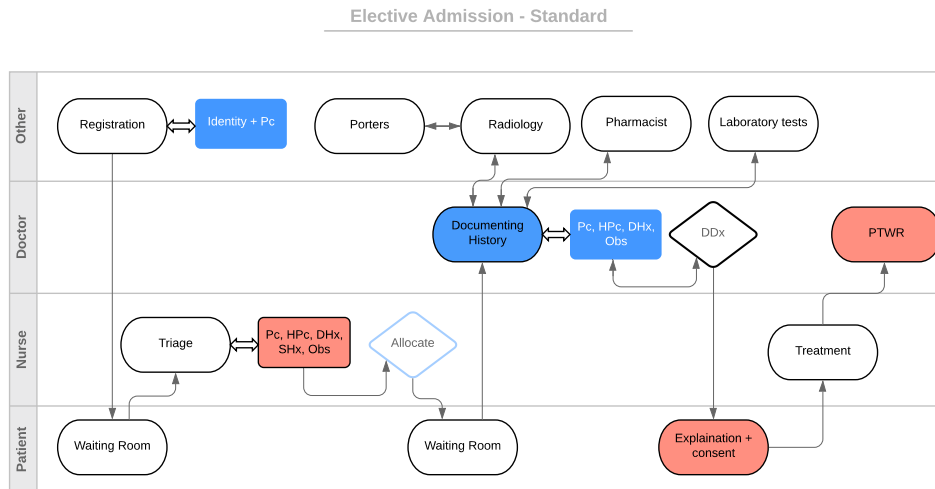 Elective Admission - Standard
Other
Registration
Identity + Pc
Porters
Radiology
Pharmacist
Laboratory tests
Doctor
Documenting
History
Pc, HPc, DHx,
Obs
DDx
PTWR
Nurse
Triage
Pc, HPc, DHx,
SHx, Obs
Allocate
Treatment
Patient
Waiting Room
Waiting Room
Explaination +
consent